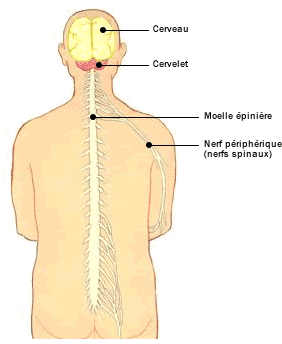 Cerveau
Cervelet
Moelle épinière
Nerf périphérique
(nerfs spinaux)